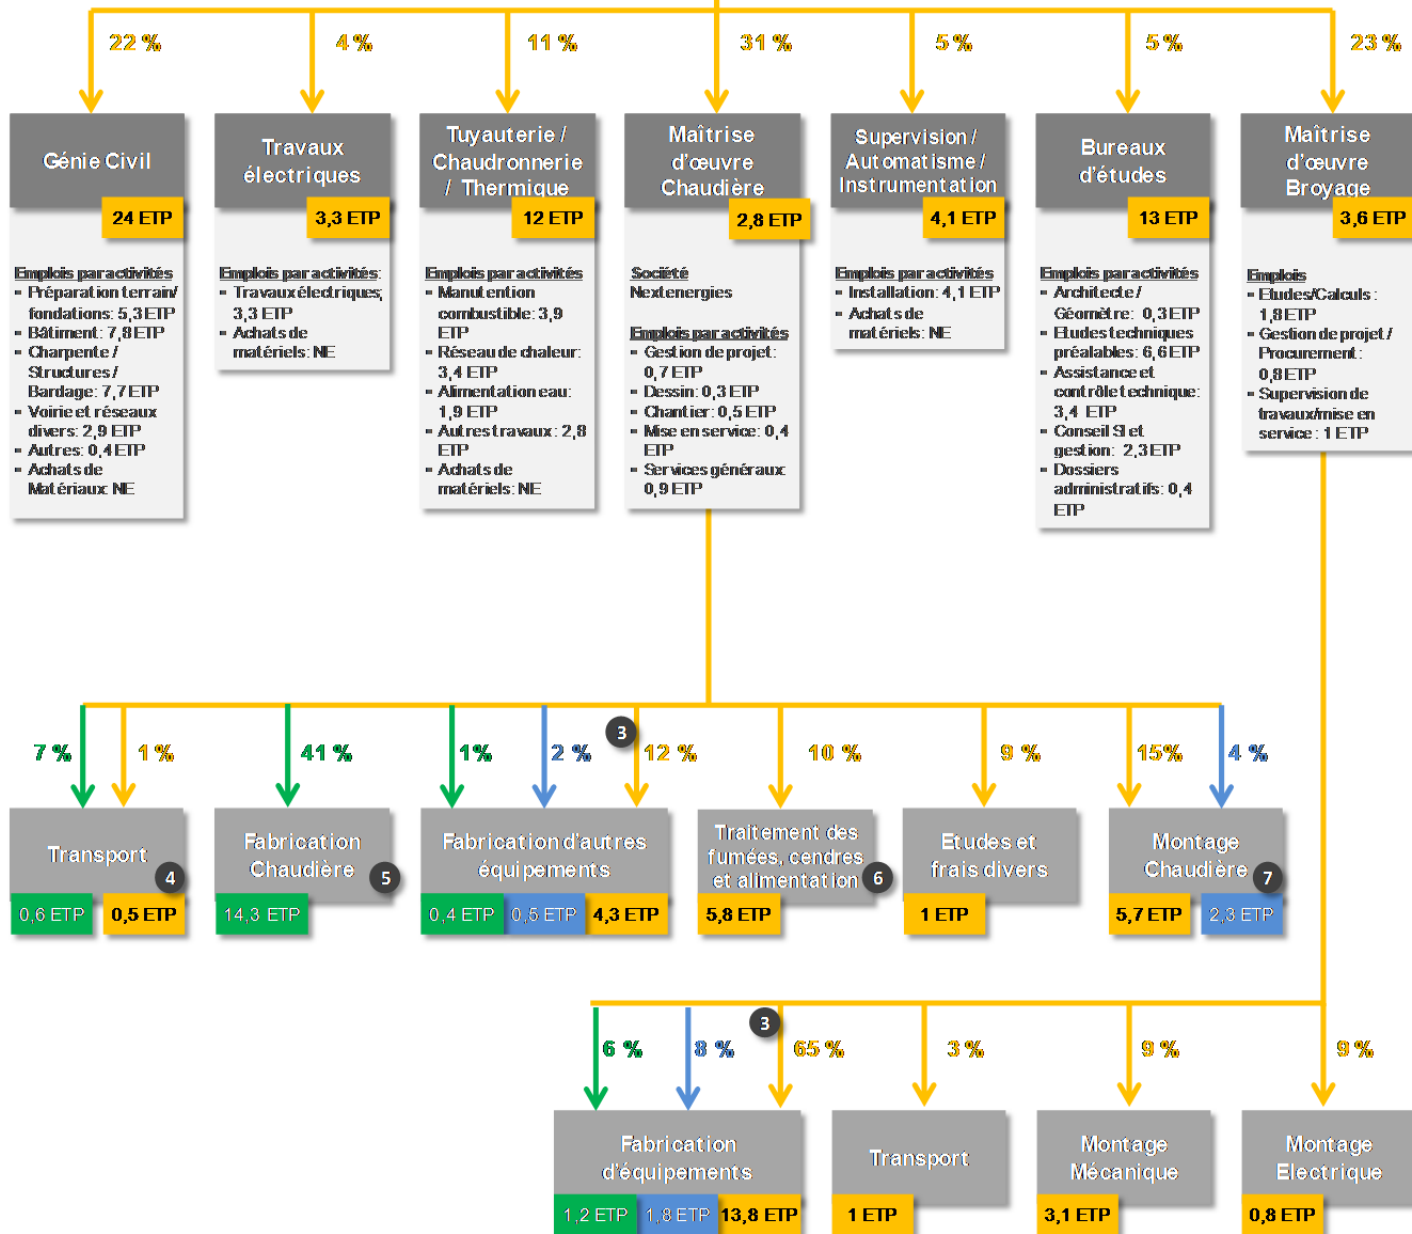 22 %
4 %
11 %
31 %
5 %
5 %
23 %
Génie Civil
24 ETP
Emplois par activités
- Préparation terrain/
fondations: 5,3 ETP
- Bâtiment: 7,8 ETP
- Charpente /
Structures /
Bardage: 7,7 ETP
- Voirie et réseaux
divers: 2,9 ETP
- Autres: 0,4 ETP
- Achats de
Matériaux: NE
Travaux
électriques
3,3 ETP
Emplois par activités:
- Travaux électriques;
3,3 ETP
- Achats de
matériels: NE
Tuyauterie /
Chaudronnerie
/ Thermique
12 ETP
Emplois par activités
- Manutention
combustible: 3,9
ETP
- Réseau de chaleur:
3,4 ETP
- Alimentation eau:
1,9 ETP
- Autres travaux: 2,8
ETP
- Achats de
matériels: NE
Maîtrise
d'œuvre
Chaudière
2,8 ETP
Société
Nextenergies
Emplois par activités
- Gestion de projet:
0,7 ETP
- Dessin: 0,3 ETP
- Chantier: 0,5 ETP
- Mise en service: 0,4
ETP
- Services généraux:
0,9 ETP
Supervision /
Automatisme /
Instrumentation
4,1 ETP
Emplois par activités
- Installation: 4,1 ETP
- Achats de
matériels: NE
Bureaux
d'études
13 ETP
Emplois par activités
- Architecte /
Géomètre: 0,3 ETP
- Etudes techniques
préalables: 6,6 ETP
- Assistance et
contrôle technique:
3,4 ETP
- Conseil SI et
gestion: 2,3 ETP
- Dossiers
administratifs: 0,4
ETP
Maîtrise
d'œuvre
Broyage
3,6 ETP
Emplois
- Etudes/Calculs :
1,8 ETP
- Gestion de projet /
Procurement :
0,8 ETP
- Supervision de
travaux/mise en
service : 1 ETP
7 %
1 %
41 %
1%
2 %
3
12 %
10 %
9 %
15%
4 %
Transport
4
0,6 ETP
0,5 ETP
Fabrication
Chaudière
5
14,3 ETP
Fabrication d'autres
équipements
0,4 ETP
0,5 ETP
4,3 ETP
Traitement des
fumées, cendres
et alimentation
6
5,8 ETP
Etudes et
frais divers
1 ETP
Montage
Chaudière
7
5,7 ETP
2,3 ETP
6 %
8 %
3
65 %
3 %
9 %
9 %
Fabrication
d'équipements
1,2 ETP
1,8 ETP
13,8 ETP
Transport
1 ETP
Montage
Mécanique
3,1 ETP
Montage
Electrique
0,8 ETP